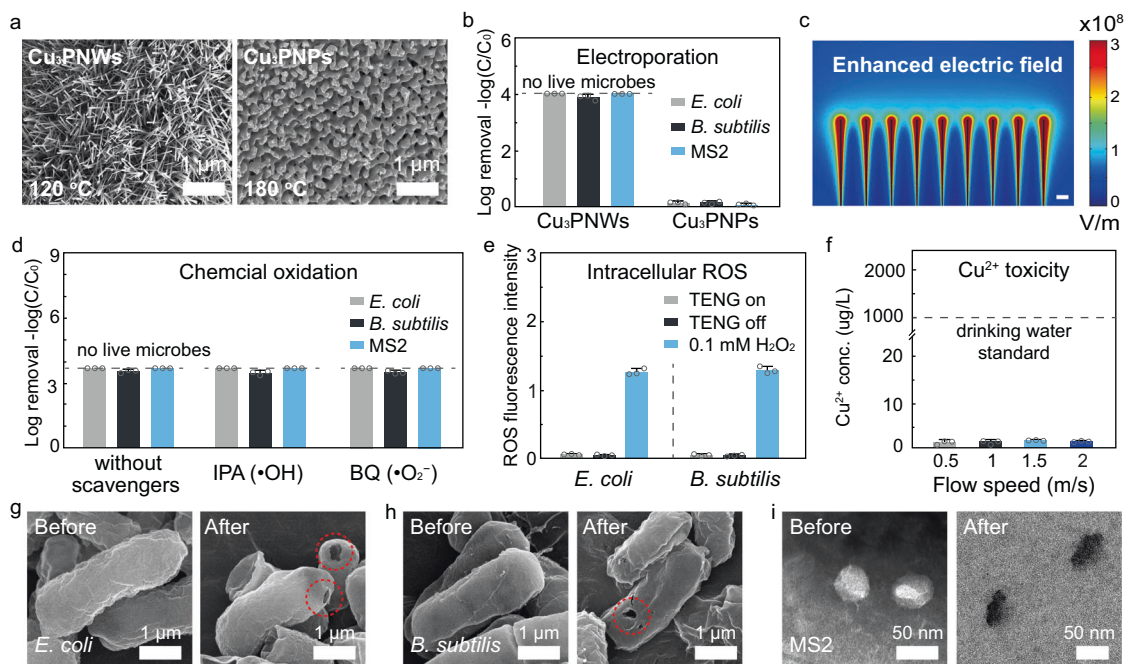 a
Cu₃PNWs
120 °C
1 μm
Cu₃PNPs
180 °C
1 μm
b
Log removal -log(C/C₀)
6
4
2
0
Electroporation
no live microbes
E. coli
B. subtilis
MS2
Cu₃PNWs
Cu₃PNPs
c
Enhanced electric field
x10⁸
3
2
1
0
V/m
d
Log removal -log(C/C₀)
9
6
3
0
Chemcial oxidation
E. coli
B. subtilis
MS2
no live microbes
without
scavengers
IPA (•OH)
BQ (•O₂⁻)
e
ROS fluorescence intensity
3
2
1
0
Intracellular ROS
TENG on
TENG off
0.1 mM H₂O₂
E. coli
B. subtilis
f
Cu²⁺ conc. (ug/L)
2000
1000
20
10
0
Cu²⁺ toxicity
drinking water
standard
0.5
1
1.5
2
Flow speed (m/s)
g
Before
E. coli
1 μm
After
1 μm
h
Before
B. subtilis
1 μm
After
1 μm
i
Before
MS2
50 nm
After
50 nm